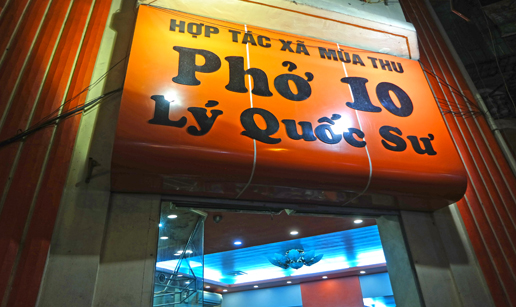 HỢP TÁC XÃ MÙA THU
Phở 10
Lý Quốc Sư